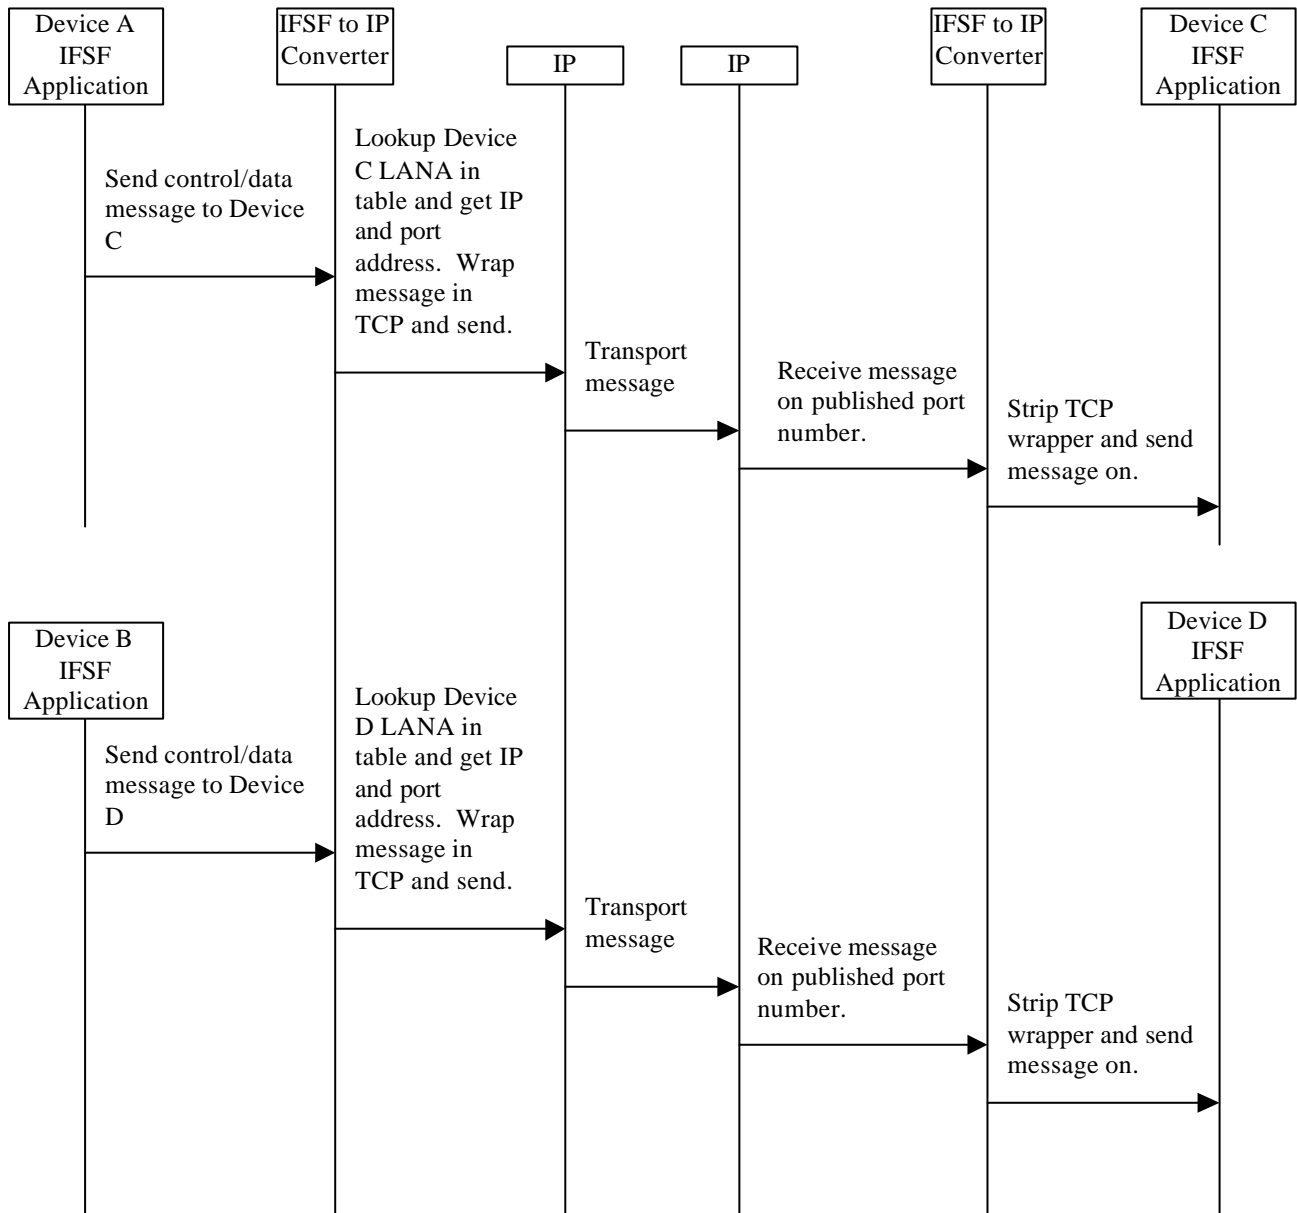 Device A
IFSF
Application
IFSF to IP
Converter
IP
IP
IFSF to IP
Converter
Device C
IFSF
Application
Send control/data
message to Device
C
Lookup Device
C LANA in
table and get IP
and port
address.  Wrap
message in
TCP and send.
Transport
message
Receive message
on published port
number.
Strip TCP
wrapper and send
message on.
Device B
IFSF
Application
Device D
IFSF
Application
Send control/data
message to Device
D
Lookup Device
D LANA in
table and get IP
and port
address.  Wrap
message in
TCP and send.
Transport
message
Receive message
on published port
number.
Strip TCP
wrapper and send
message on.